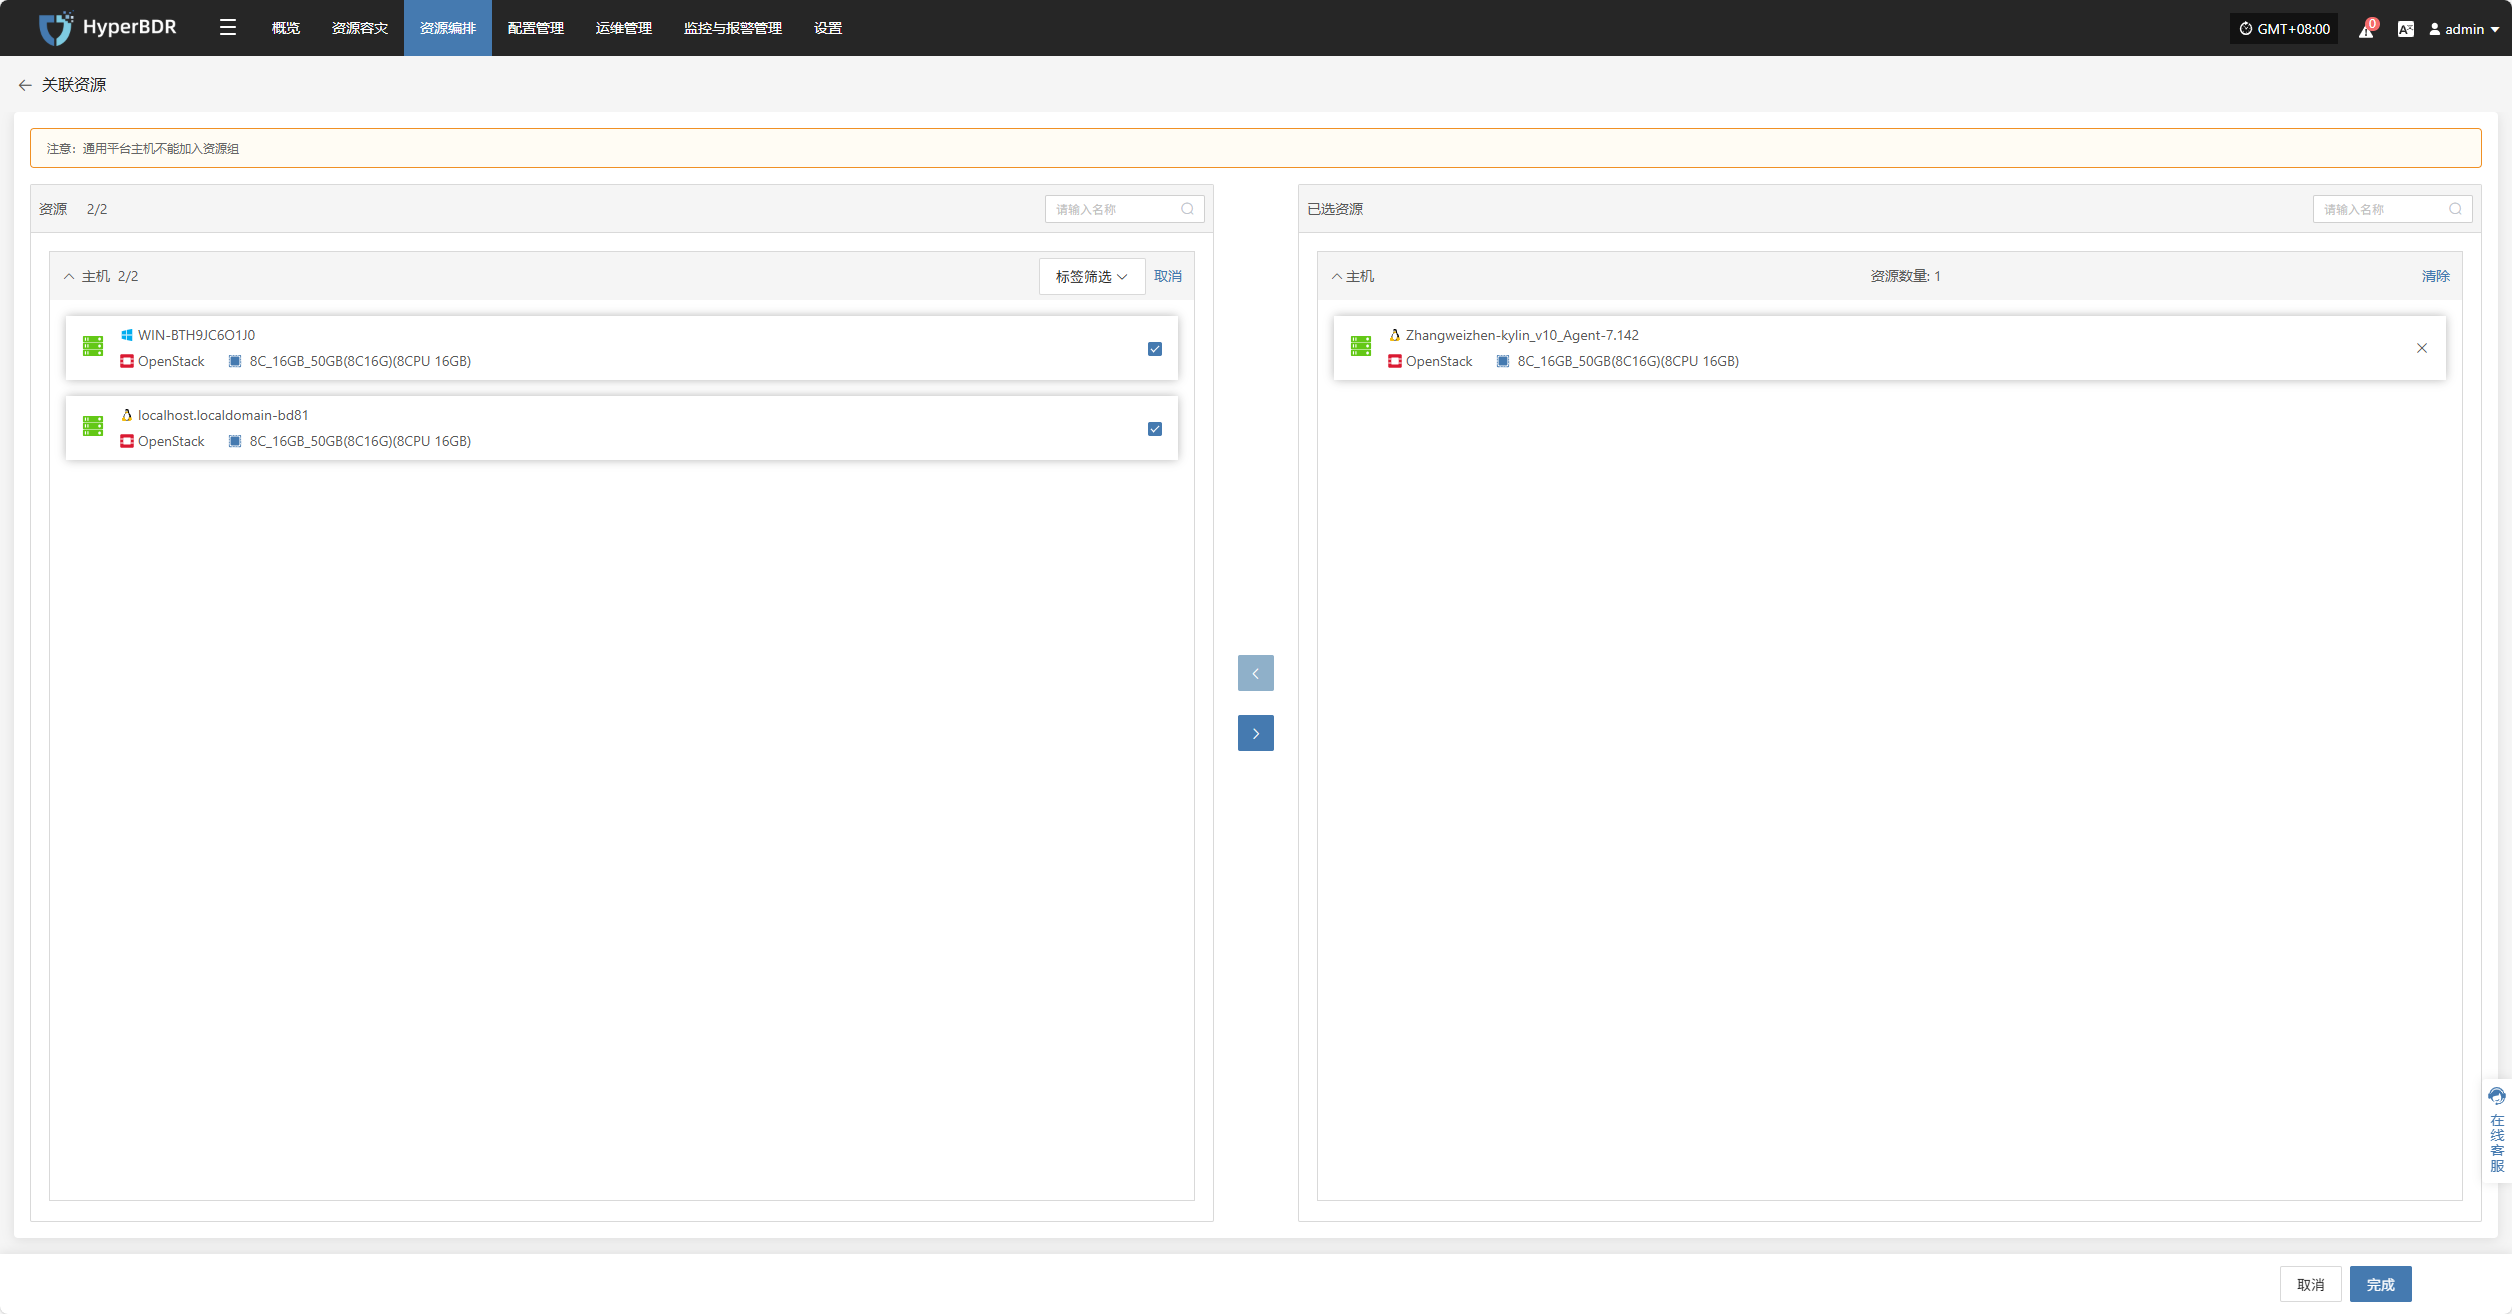 HyperBDR 概览 资源容灾 资源编排 配置管理 运维管理 监控与报警管理 设置 GMT+08:00 0 admin
关联资源
注意：通用平台主机不能加入资源组
资源 2/2 请输入名称
主机 2/2 标签筛选 取消
WIN-BTH9JC6O1J0
OpenStack 8C_16GB_50GB(8C16G)(8CPU 16GB)
localhost.localdomain-bd81
OpenStack 8C_16GB_50GB(8C16G)(8CPU 16GB)
已选资源 请输入名称
主机 资源数量: 1 清除
Zhangweizhen-kylin_v10_Agent-7.142
OpenStack 8C_16GB_50GB(8C16G)(8CPU 16GB)
在线客服
取消 完成